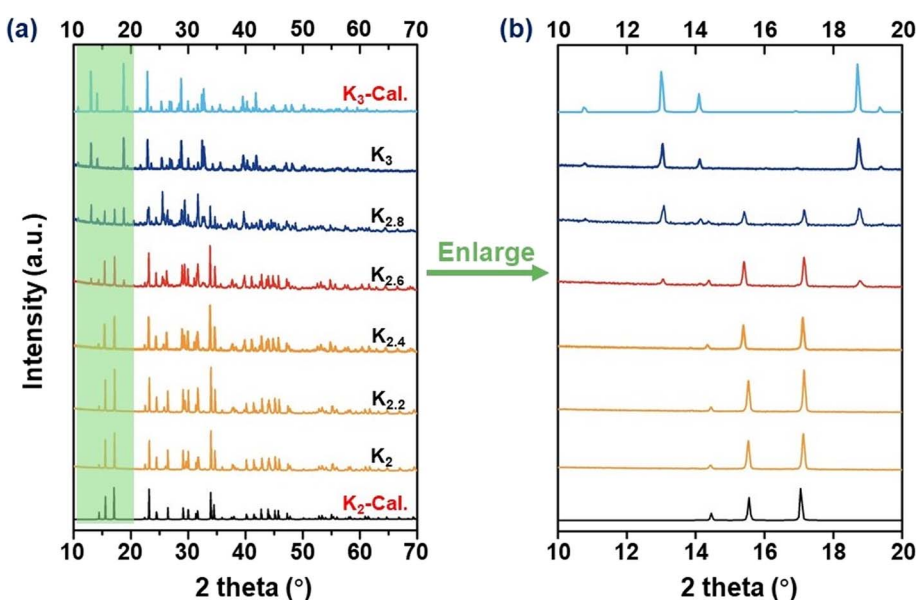 (a)
10 20 30 40 50 60 70
K3-Cal.
K3
K2.8
K2.6
K2.4
K2.2
K2
K2-Cal.
Intensity (a.u.)
10 20 30 40 50 60 70
2 theta (°)
Enlarge
(b)
10 12 14 16 18 20
10 12 14 16 18 20
2 theta (°)